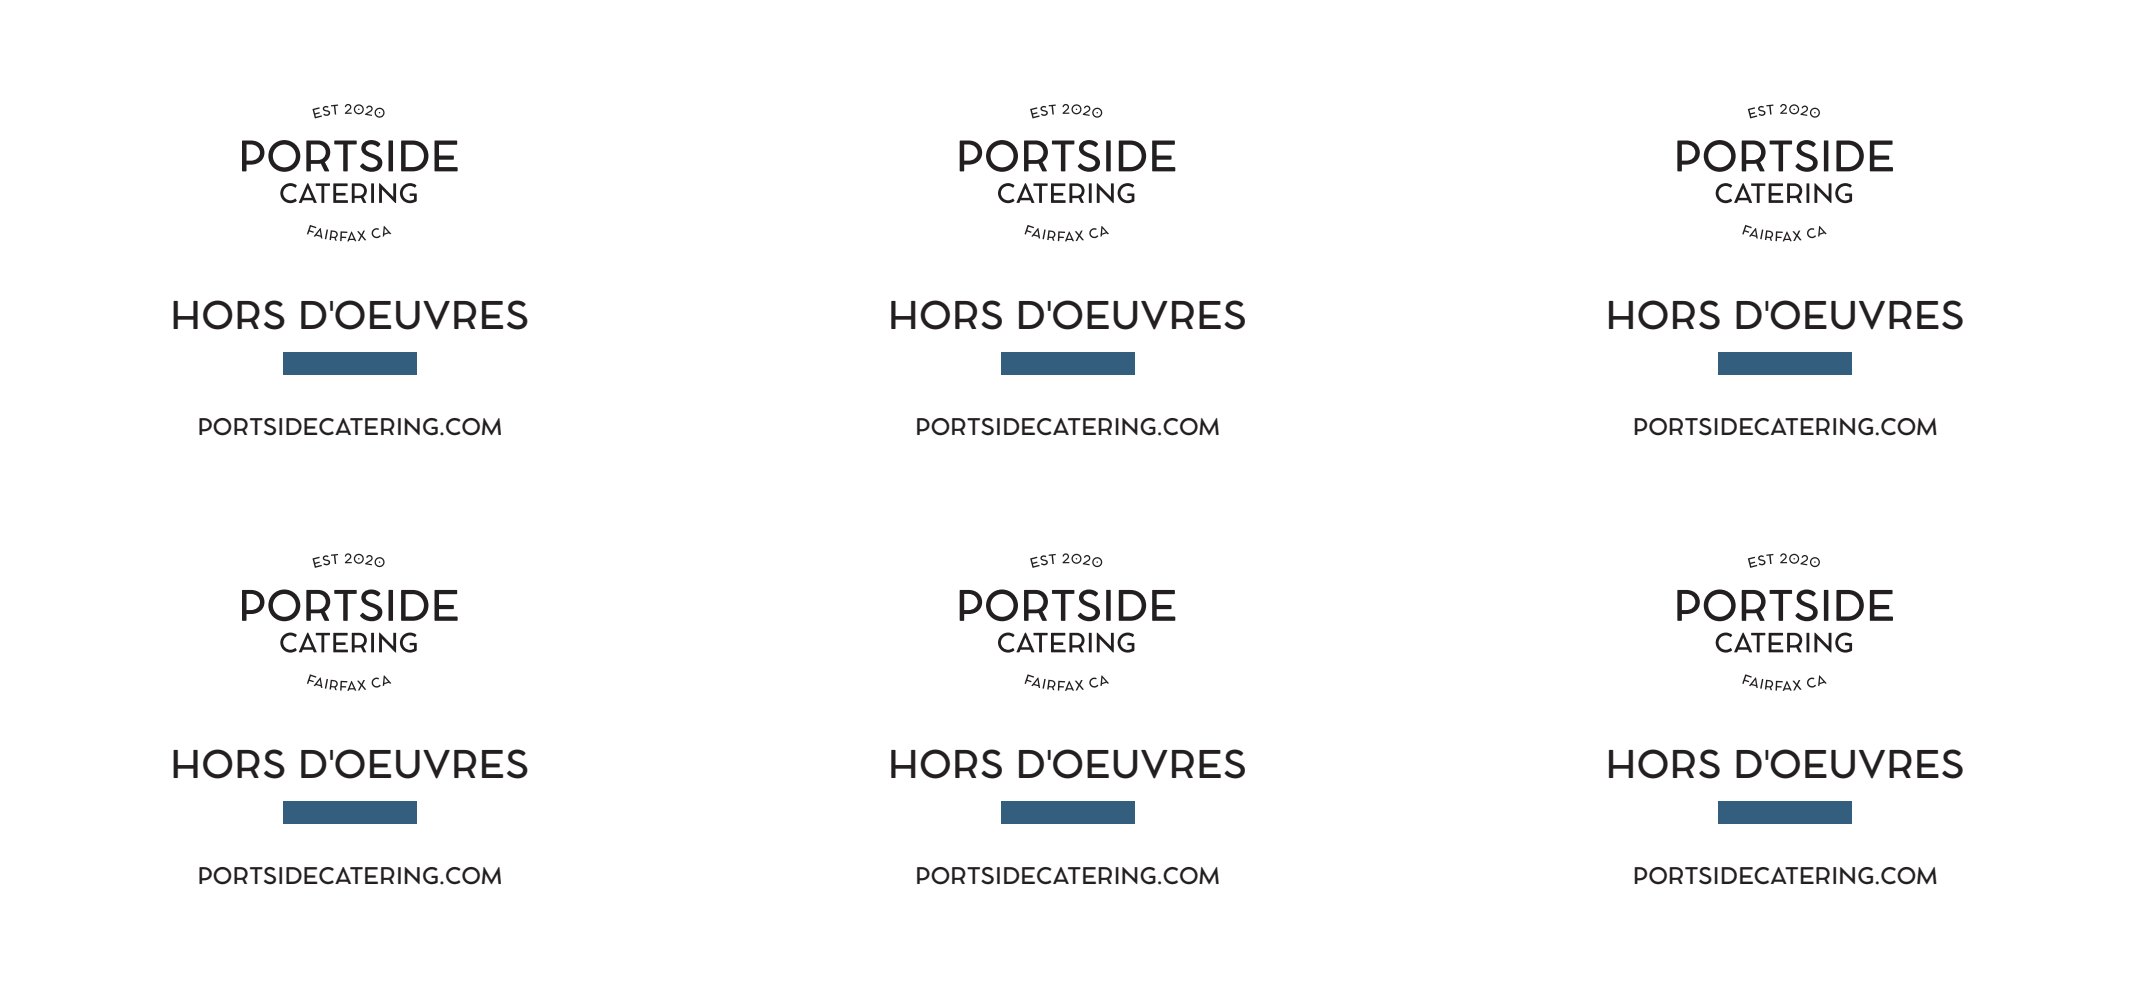 EST 2020
PORTSIDE
CATERING
FAIRFAX CA
HORS D'OEUVRES
PORTSIDECATERING.COM
EST 2020
PORTSIDE
CATERING
FAIRFAX CA
HORS D'OEUVRES
PORTSIDECATERING.COM
EST 2020
PORTSIDE
CATERING
FAIRFAX CA
HORS D'OEUVRES
PORTSIDECATERING.COM
EST 2020
PORTSIDE
CATERING
FAIRFAX CA
HORS D'OEUVRES
PORTSIDECATERING.COM
EST 2020
PORTSIDE
CATERING
FAIRFAX CA
HORS D'OEUVRES
PORTSIDECATERING.COM
EST 2020
PORTSIDE
CATERING
FAIRFAX CA
HORS D'OEUVRES
PORTSIDECATERING.COM